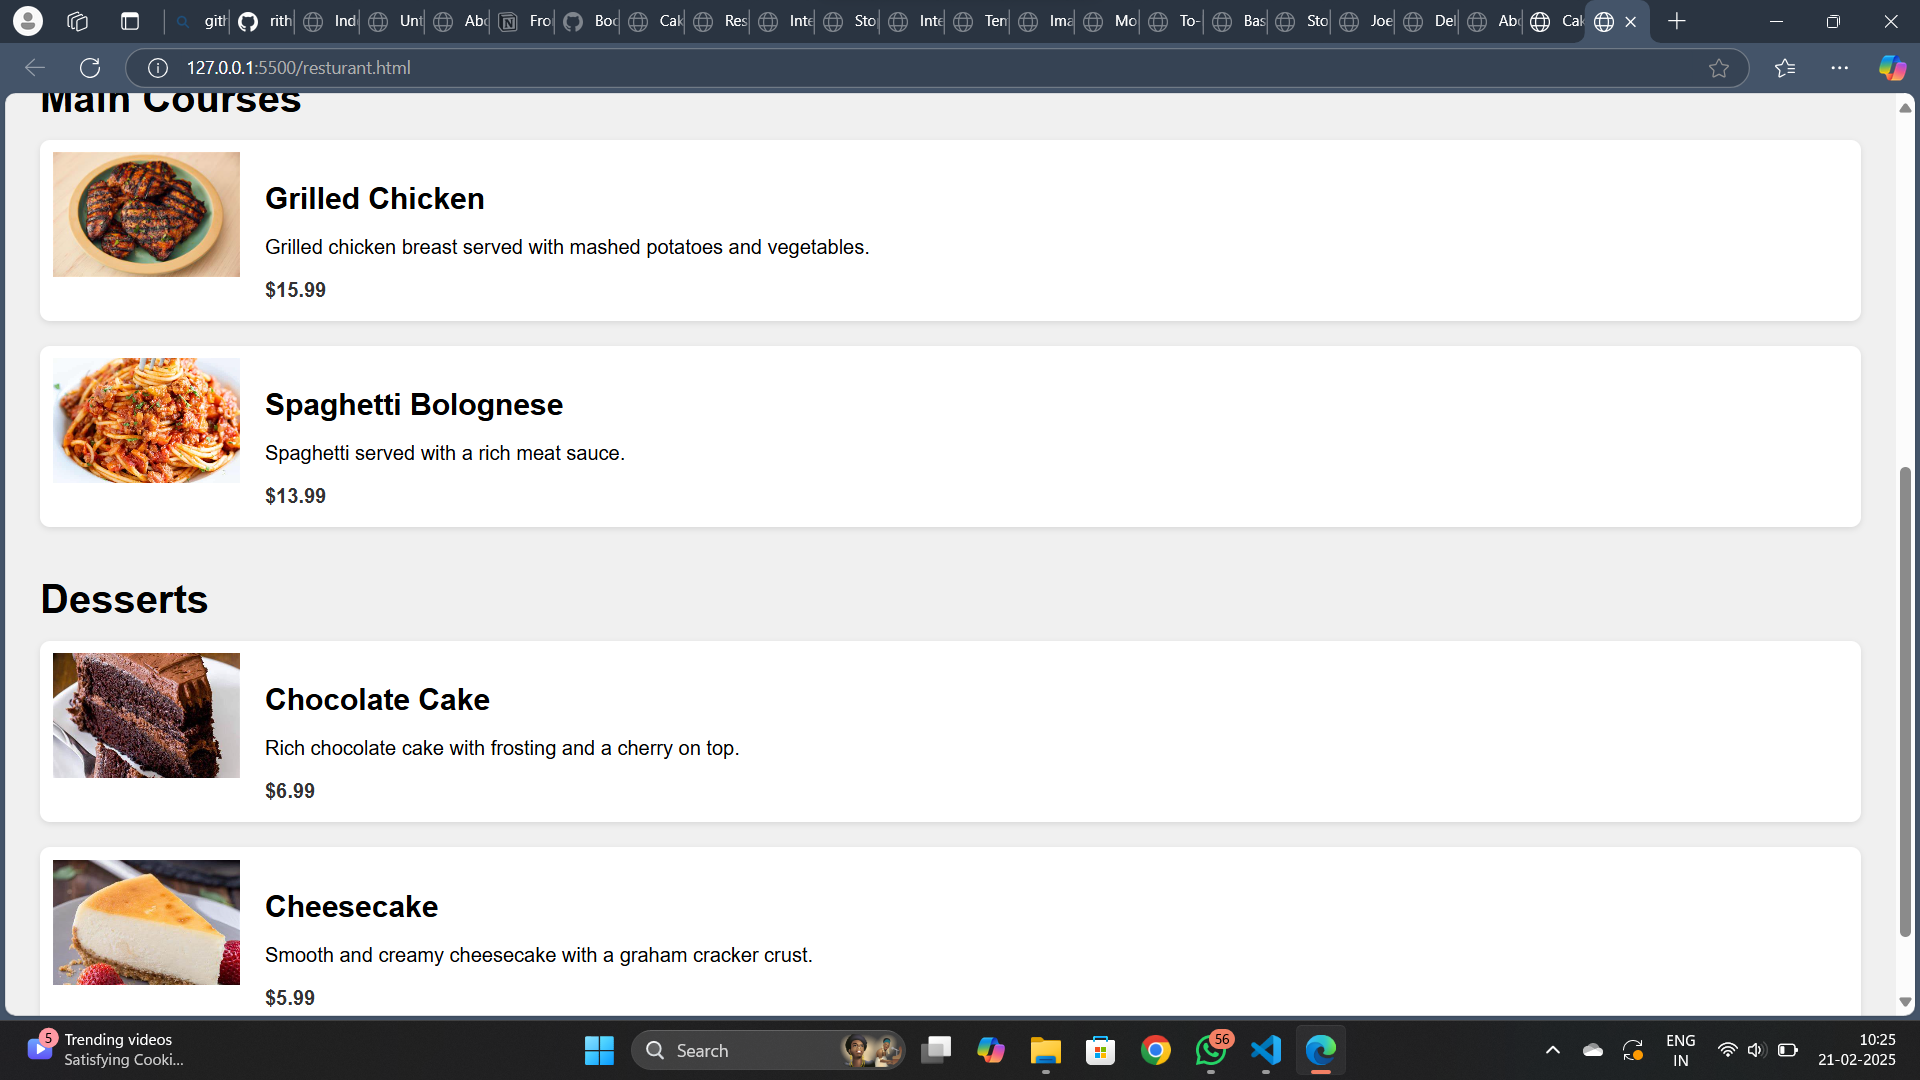 gitl
rith
Ind
Unt
Abo
Fro
Boo
Cak
Res
Inte
Sto
Inte
Ten
Ima
Mo
To-
Bas
Sto
Joe
Del
Abo
Cak
127.0.0.1:5500/resturant.html
Main Courses
Grilled Chicken
Grilled chicken breast served with mashed potatoes and vegetables.
$15.99
Spaghetti Bolognese
Spaghetti served with a rich meat sauce.
$13.99
Desserts
Chocolate Cake
Rich chocolate cake with frosting and a cherry on top.
$6.99
Cheesecake
Smooth and creamy cheesecake with a graham cracker crust.
$5.99
5
Trending videos
Satisfying Cooki...
Search
56
ENG
IN
10:25
21-02-2025